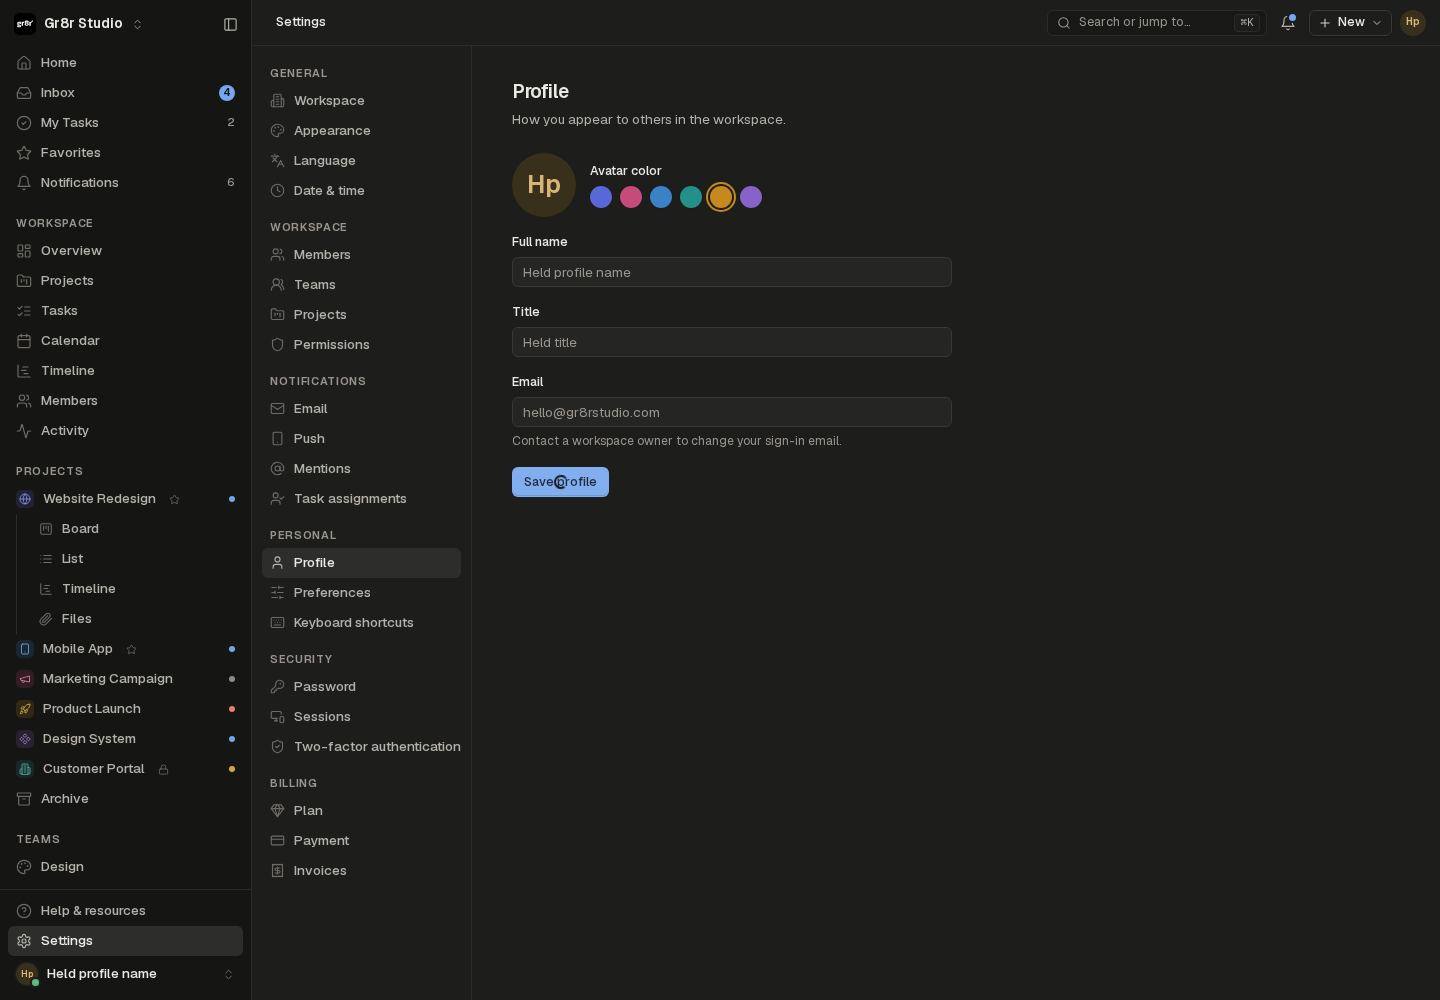 gr8r
Gr8r Studio
Settings
Search or jump to...
⌘K
New
Hp
Home
Inbox
4
My Tasks
2
Favorites
Notifications
6
WORKSPACE
Overview
Projects
Tasks
Calendar
Timeline
Members
Activity
PROJECTS
Website Redesign
Board
List
Timeline
Files
Mobile App
Marketing Campaign
Product Launch
Design System
Customer Portal
Archive
TEAMS
Design
Help & resources
Settings
Hp
Held profile name
GENERAL
Workspace
Appearance
Language
Date & time
WORKSPACE
Members
Teams
Projects
Permissions
NOTIFICATIONS
Email
Push
Mentions
Task assignments
PERSONAL
Profile
Preferences
Keyboard shortcuts
SECURITY
Password
Sessions
Two-factor authentication
BILLING
Plan
Payment
Invoices
Profile
How you appear to others in the workspace.
Hp
Avatar color
Full name
Held profile name
Title
Held title
Email
hello@gr8rstudio.com
Contact a workspace owner to change your sign-in email.
Save profile